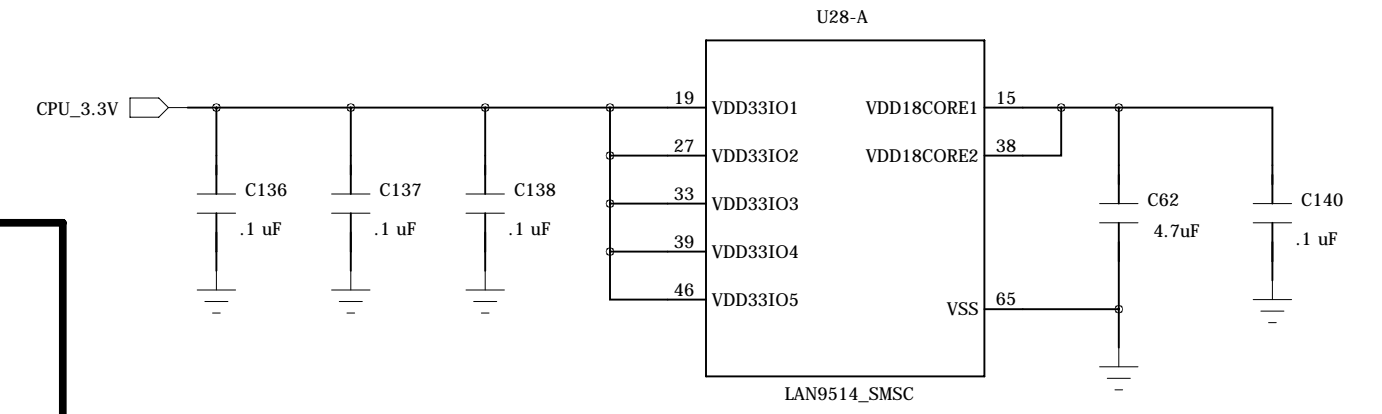 U28-A
CPU_3.3V
19 VDD33IO1 VDD18CORE1 15
27 VDD33IO2 VDD18CORE2 38
C136 C137 C138 33 VDD33IO3 C62 C140
.1 uF .1 uF .1 uF 4.7uF .1 uF
39 VDD33IO4
46 VDD33IO5 VSS 65
LAN9514_SMSC